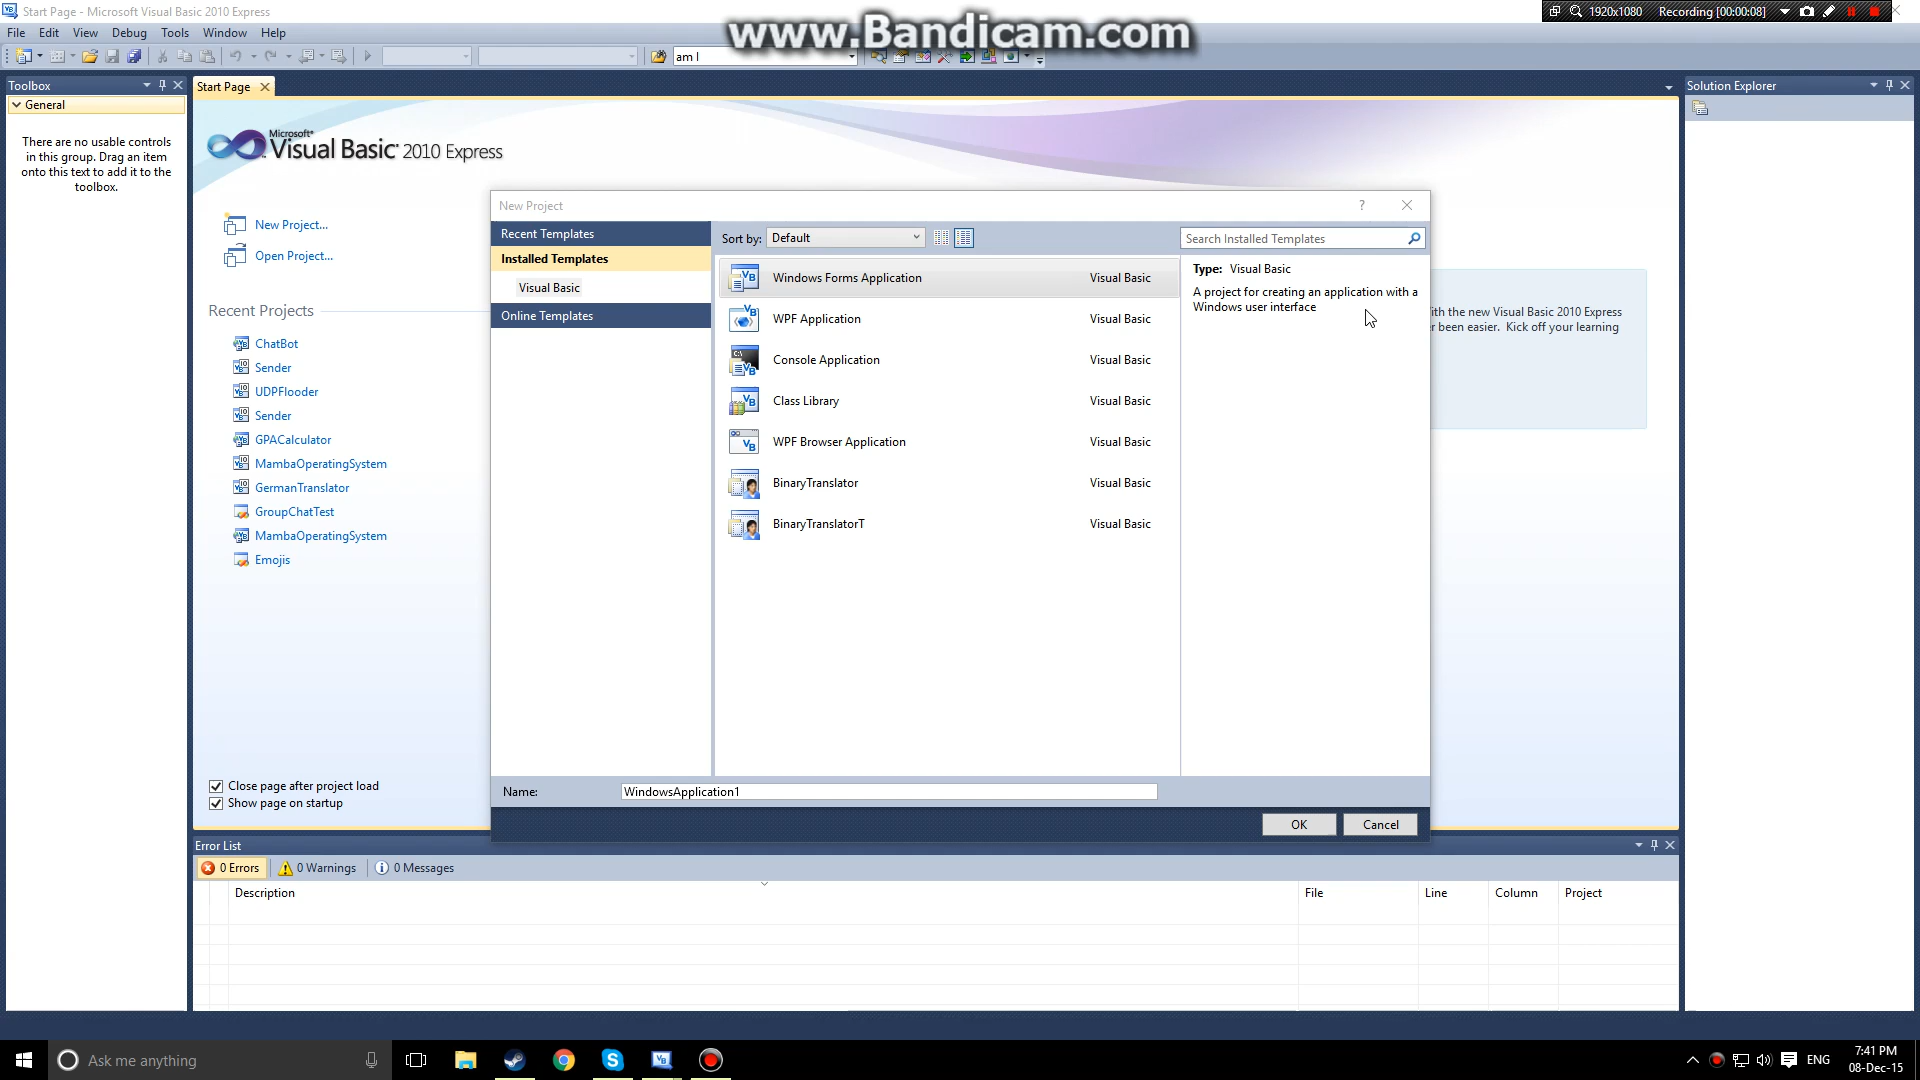 Start Page - Microsoft Visual Basic 2010 Express
1920x1080
Recording [00:00:08]
www.Bandicam.com
File
Edit
View
Debug
Tools
Window
Help
am I
Toolbox
General
There are no usable controls
in this group. Drag an item
onto this text to add it to the
toolbox.
Start Page
Microsoft®
Visual Basic® 2010 Express
New Project...
Open Project...
Recent Projects
ChatBot
Sender
UDPFlooder
Sender
GPACalculator
MambaOperatingSystem
GermanTranslator
GroupChatTest
MambaOperatingSystem
Emojis
Close page after project load
Show page on startup
New Project
?
Recent Templates
Installed Templates
Visual Basic
Online Templates
Sort by:
Default
Search Installed Templates
Windows Forms Application
Visual Basic
WPF Application
Visual Basic
Console Application
Visual Basic
Class Library
Visual Basic
WPF Browser Application
Visual Basic
BinaryTranslator
Visual Basic
BinaryTranslatorT
Visual Basic
Type: Visual Basic
A project for creating an application with a
Windows user interface
Name:
WindowsApplication1
OK
Cancel
ith the new Visual Basic 2010 Express
r been easier. Kick off your learning
Solution Explorer
Error List
0 Errors
0 Warnings
0 Messages
Description
File
Line
Column
Project
Ask me anything
ENG
7:41 PM
08-Dec-15